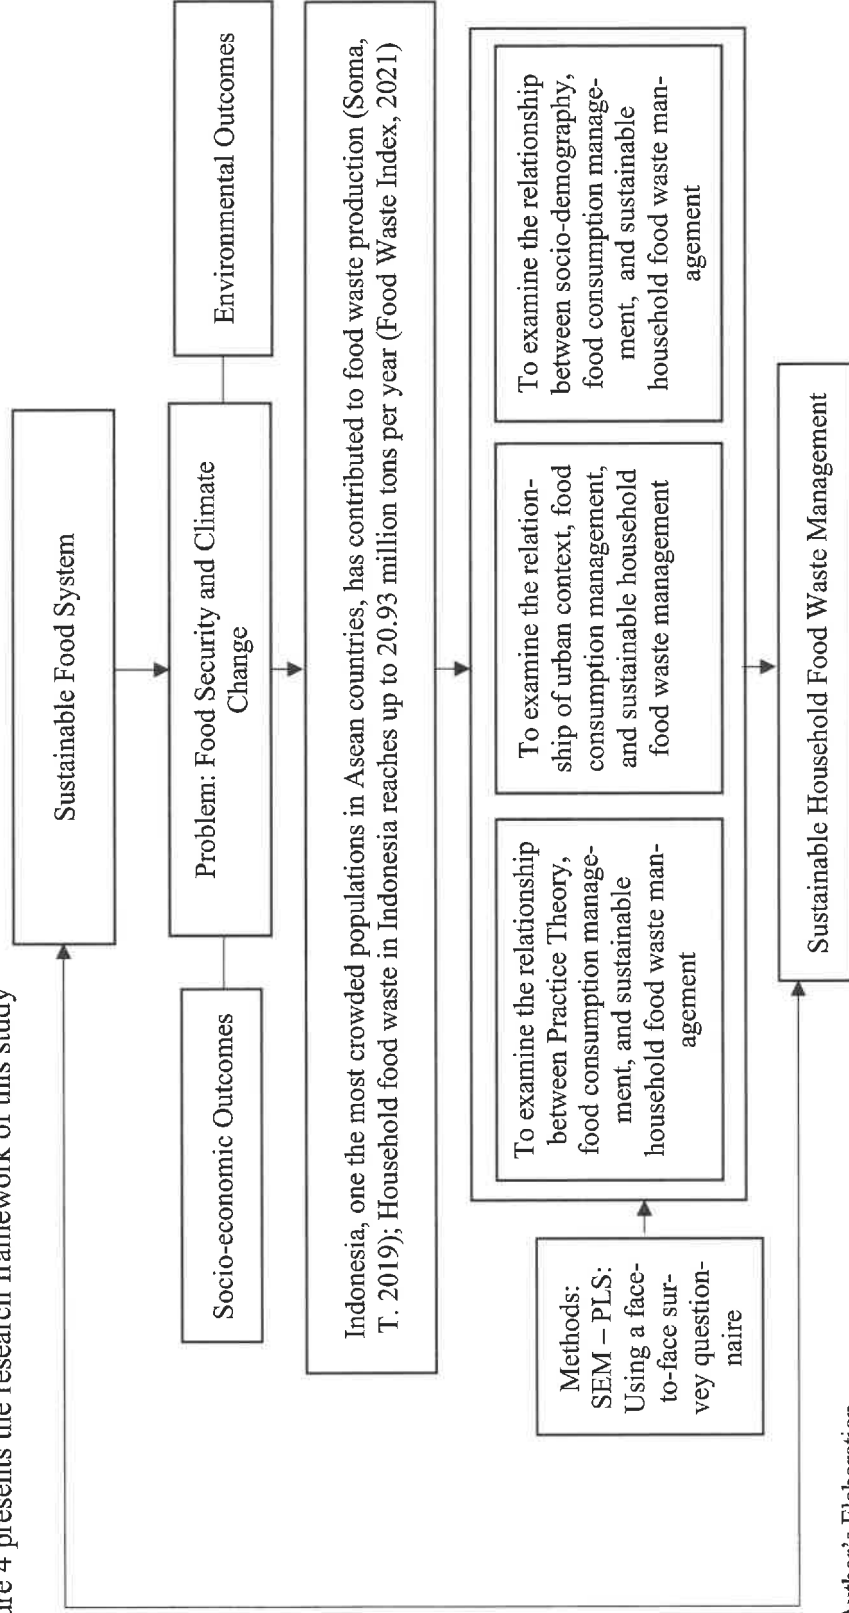 ure 4 presents the research framework of this study
Sustainable Food System
Socio-economic Outcomes
Problem: Food Security and Climate
Change
Environmental Outcomes
Indonesia, one the most crowded populations in Asean countries, has contributed to food waste production (Soma,
T. 2019); Household food waste in Indonesia reaches up to 20.93 million tons per year (Food Waste Index, 2021)
Methods:
SEM – PLS:
Using a face-
to-face sur-
vey question-
naire
To examine the relationship
between Practice Theory,
food consumption manage-
ment, and sustainable
household food waste man-
agement
To examine the relation-
ship of urban context, food
consumption management,
and sustainable household
food waste management
To examine the relationship
between socio-demography,
food consumption manage-
ment, and sustainable
household food waste man-
agement
Sustainable Household Food Waste Management
Author's Elaboration